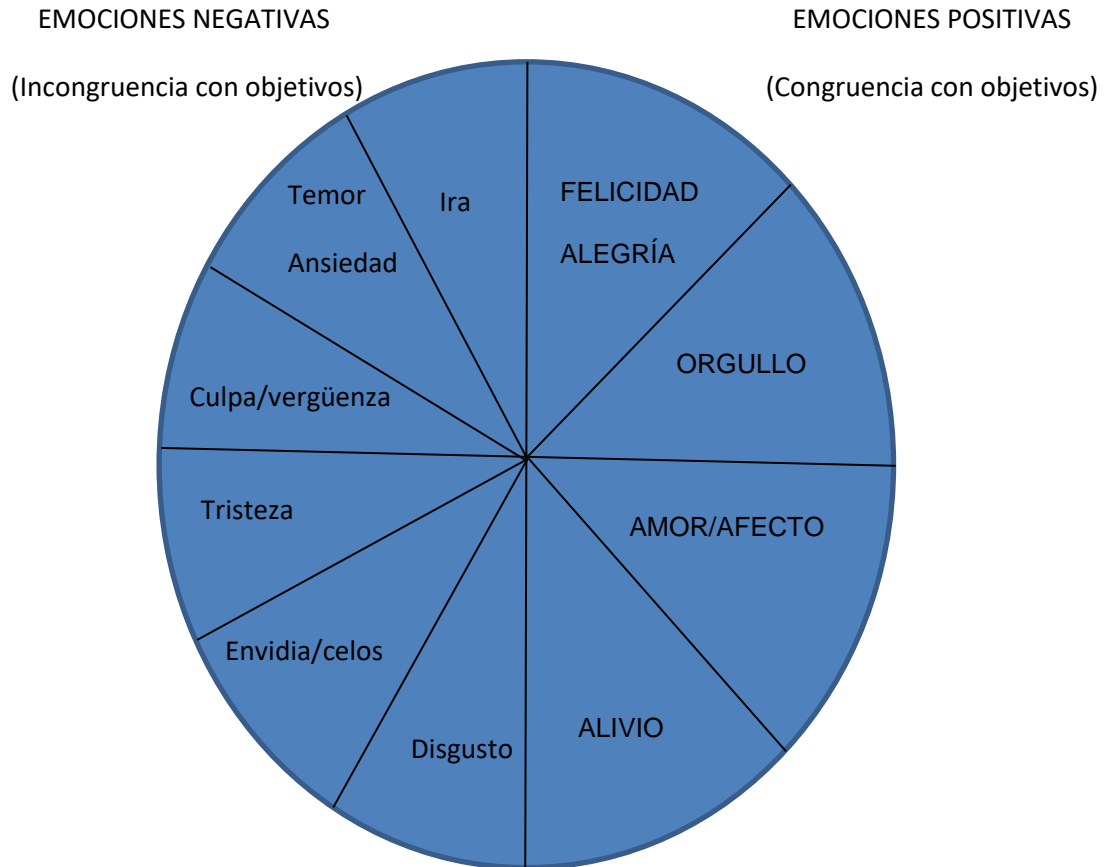 EMOCIONES NEGATIVAS
(Incongruencia con objetivos)
EMOCIONES POSITIVAS
(Congruencia con objetivos)
Temor
Ansiedad
Ira
FELICIDAD
ALEGRÍA
ORGULLO
Culpa/vergüenza
Tristeza
AMOR/AFECTO
Envidia/celos
Disgusto
ALIVIO